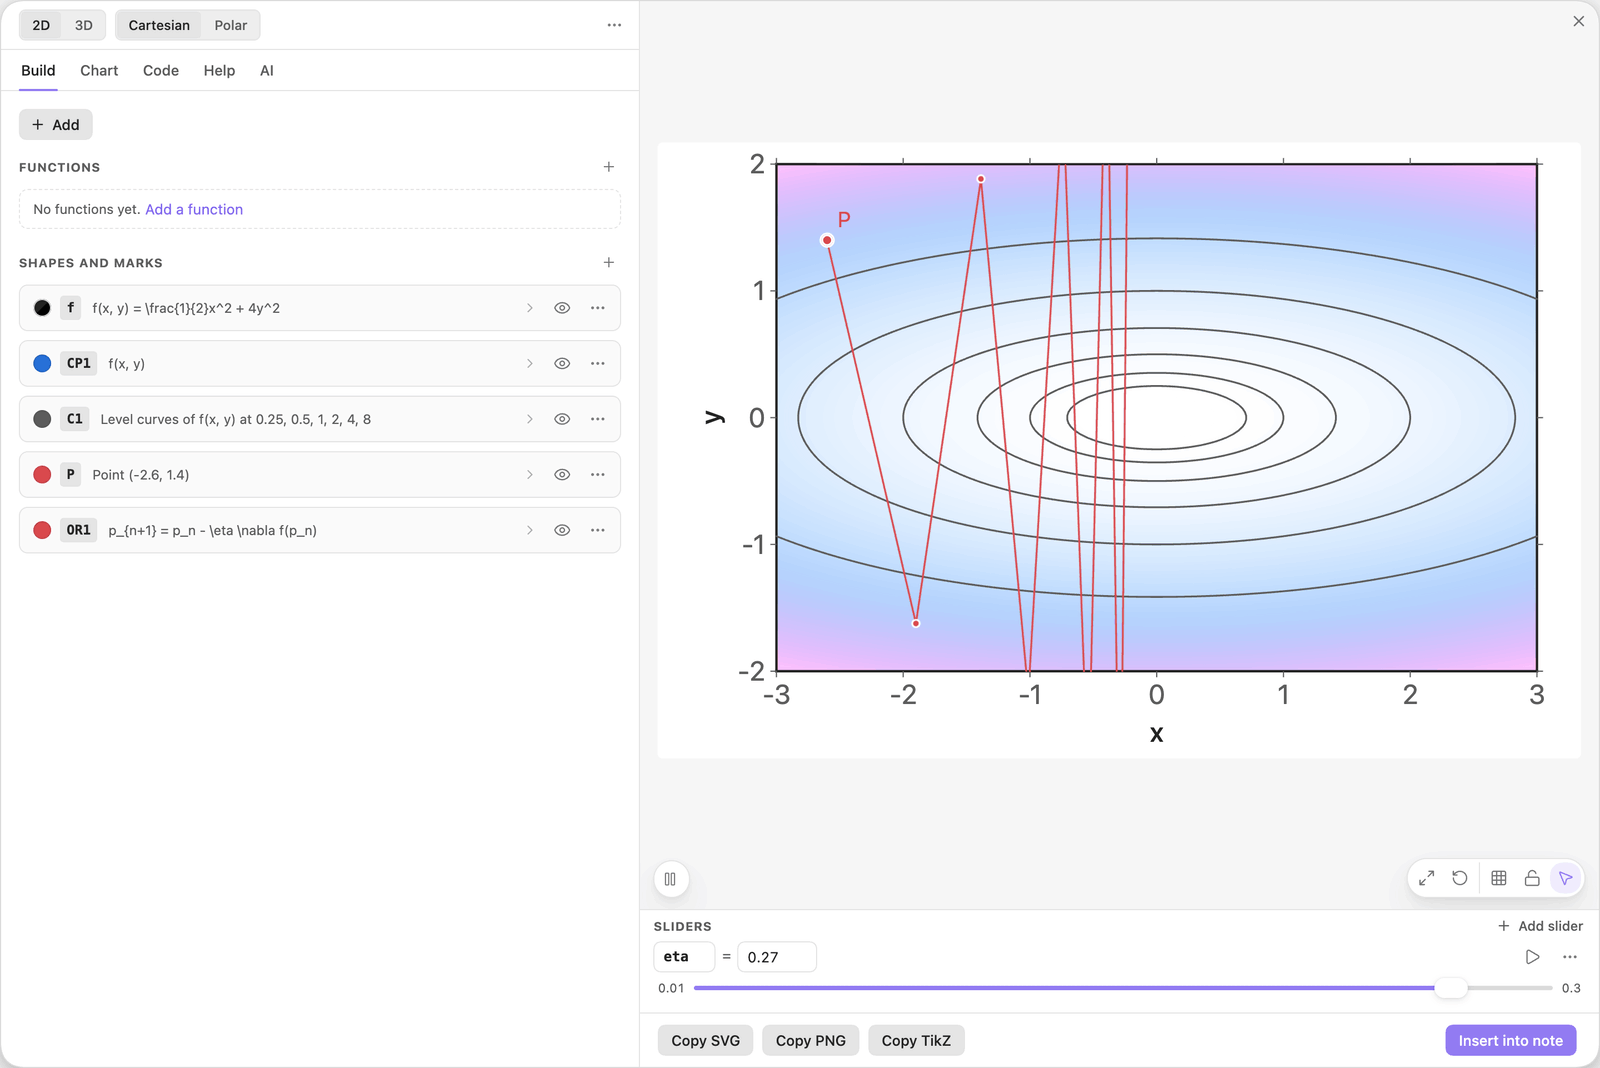 2D 3D Cartesian Polar
Build Chart Code Help AI
+ Add
FUNCTIONS
No functions yet. Add a function
SHAPES AND MARKS
f f(x, y) = \frac{1}{2}x^2 + 4y^2
CP1 f(x, y)
C1 Level curves of f(x, y) at 0.25, 0.5, 1, 2, 4, 8
P Point (-2.6, 1.4)
OR1 p_{n+1} = p_n - \eta \nabla f(p_n)
2
P
1
y 0
-1
-2
-3 -2 -1 0 1 2 3
x
SLIDERS + Add slider
eta = 0.27
0.01 0.3
Copy SVG Copy PNG Copy TikZ Insert into note